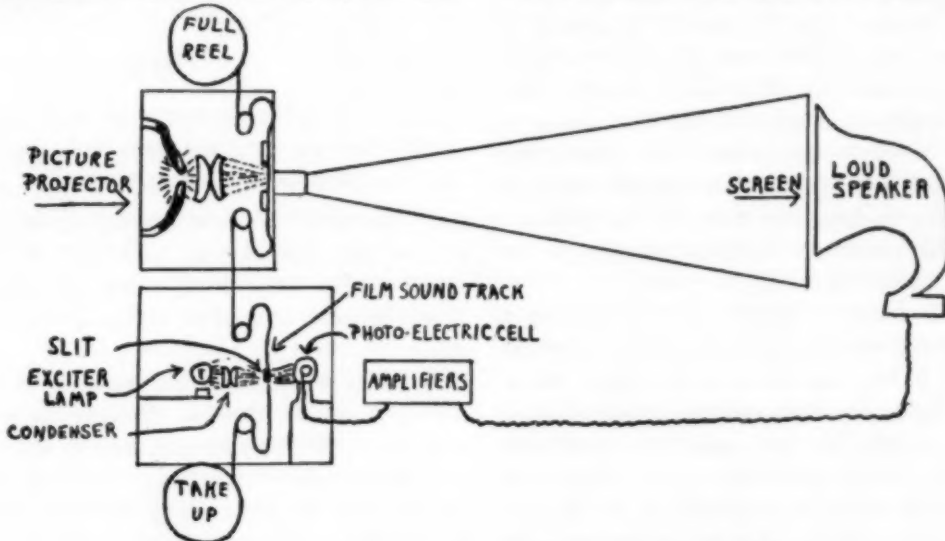 FULL
REEL
PICTURE
PROJECTOR
SCREEN
LOUD
SPEAKER
FILM SOUND TRACK
PHOTO-ELECTRIC CELL
SLIT
EXCITER
LAMP
CONDENSER
AMPLIFIERS
TAKE
UP